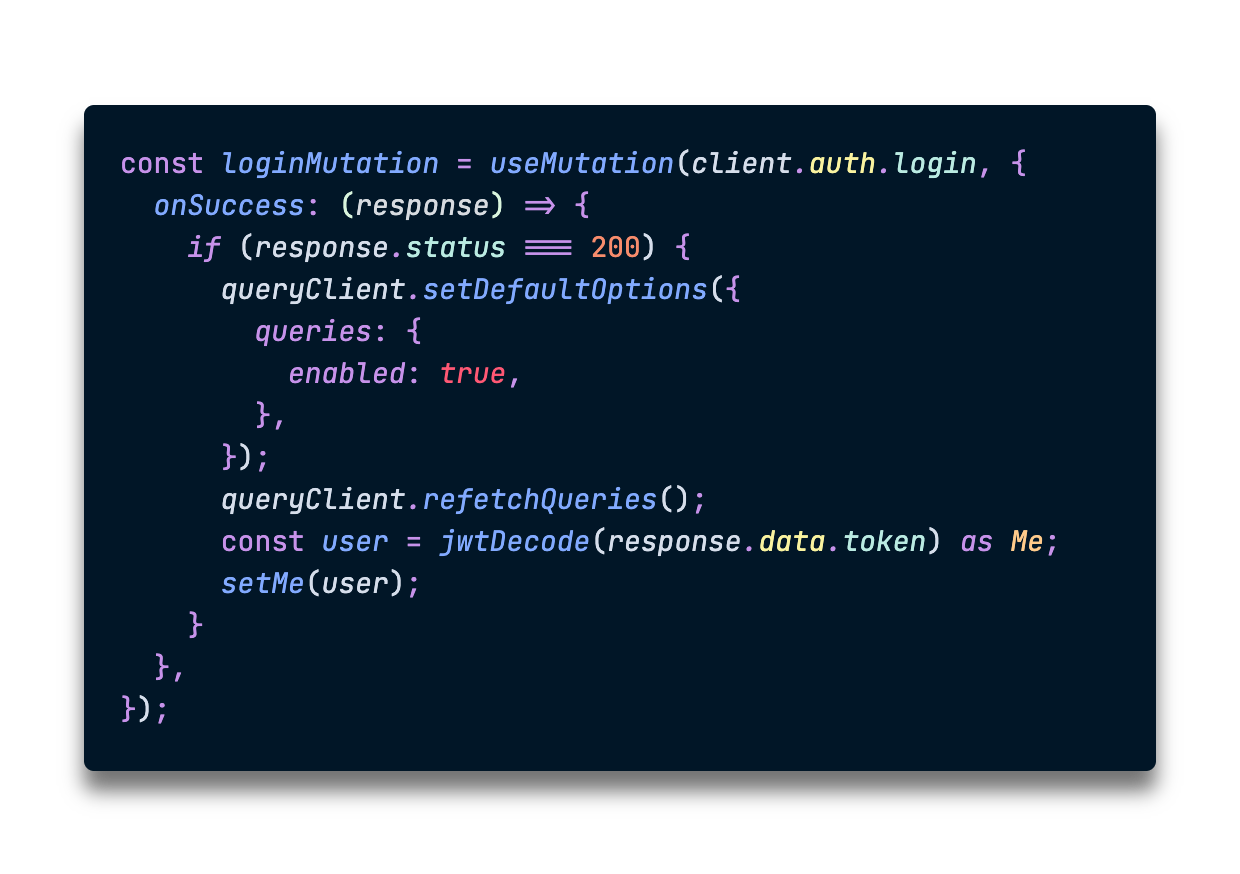 const loginMutation = useMutation(client.auth.login, {
  onSuccess: (response) => {
    if (response.status === 200) {
      queryClient.setDefaultOptions({
        queries: {
          enabled: true,
        },
      });
      queryClient.refetchQueries();
      const user = jwtDecode(response.data.token) as Me;
      setMe(user);
    }
  },
});